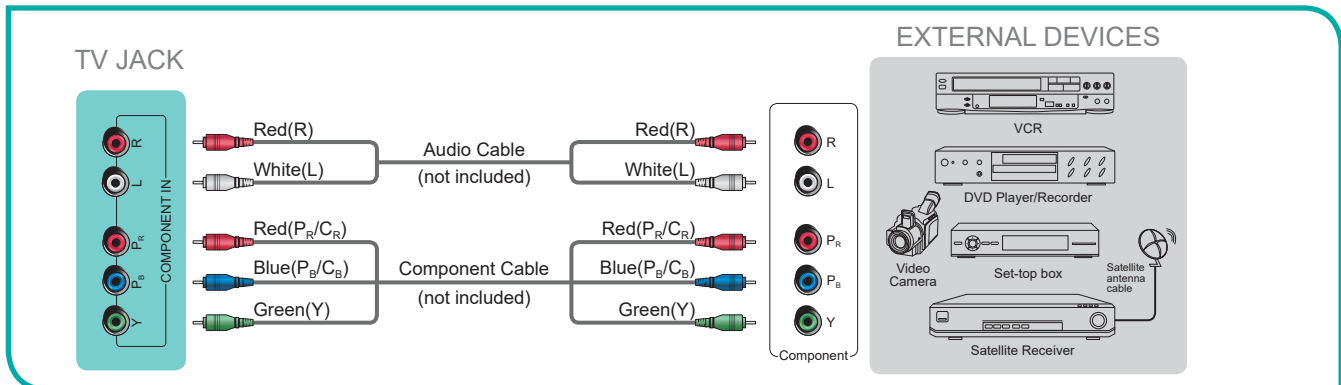 TV JACK
R
L
PR
PB
Y
COMPONENT IN
Red(R)
White(L)
Audio Cable
(not included)
Red(R)
White(L)
Red(PR/CR)
Blue(PB/CB)
Green(Y)
Component Cable
(not included)
Red(PR/CR)
Blue(PB/CB)
Green(Y)
R
L
PR
PB
Y
Component
EXTERNAL DEVICES
VCR
DVD Player/Recorder
Video
Camera
Set-top box
Satellite
antenna
cable
Satellite Receiver